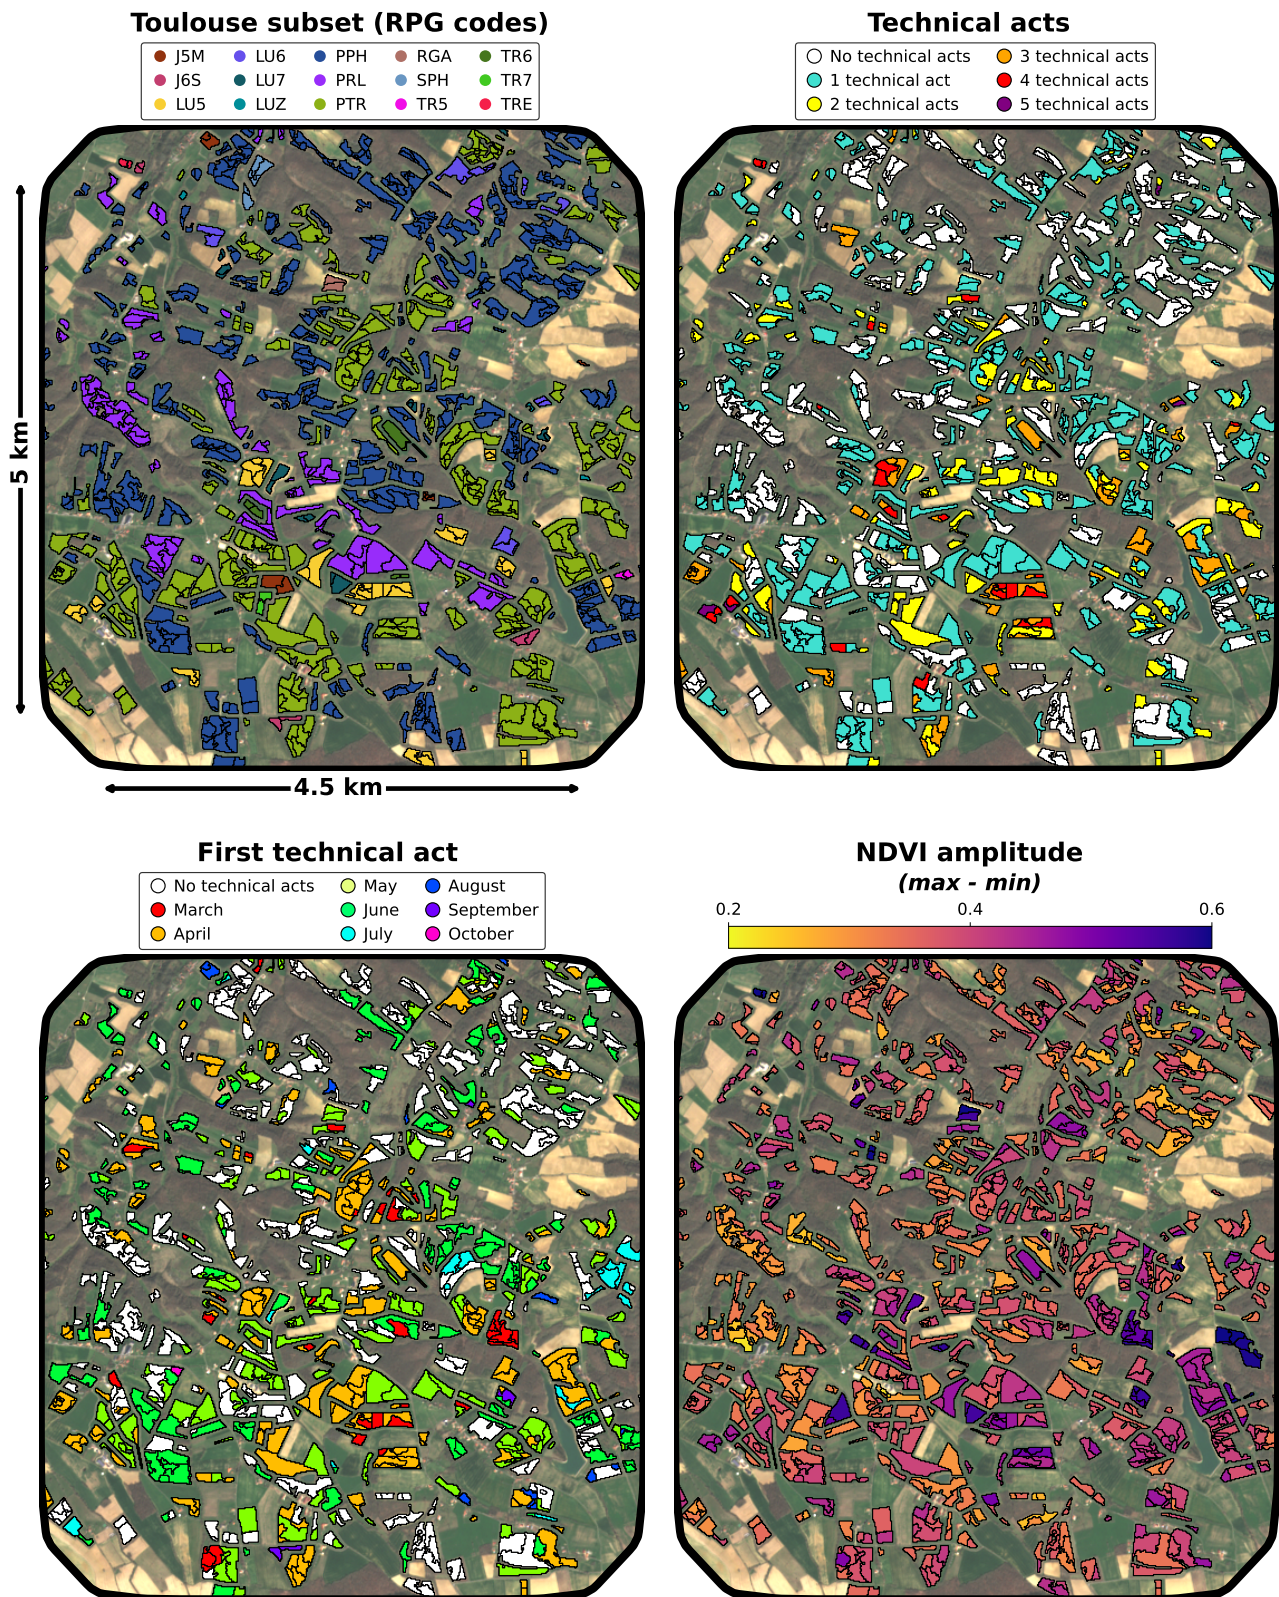 Toulouse subset (RPG codes)
J5M LU6 PPH RGA TR6
J6S LU7 PRL SPH TR7
LU5 LUZ PTR TR5 TRE
5 km
4.5 km
Technical acts
No technical acts 3 technical acts
1 technical act 4 technical acts
2 technical acts 5 technical acts
First technical act
No technical acts May August
March June September
April July October
NDVI amplitude
(max - min)
0.2 0.4 0.6